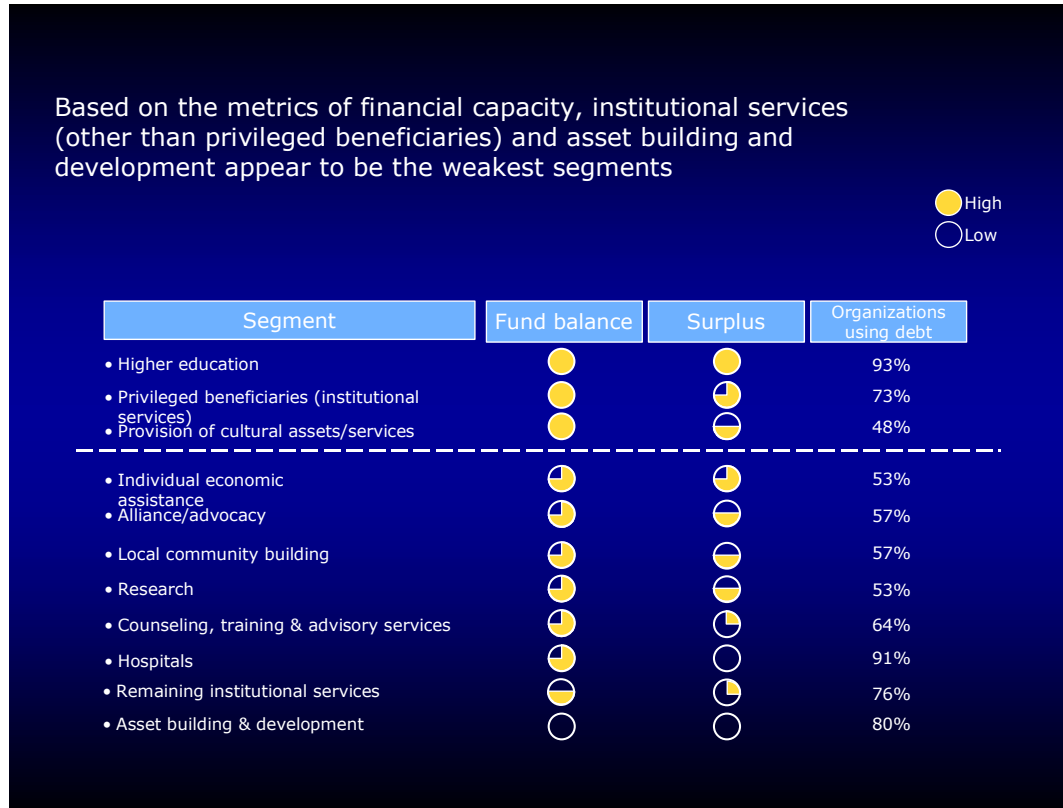 Based on the metrics of financial capacity, institutional services
(other than privileged beneficiaries) and asset building and
development appear to be the weakest segments
High
Low
Segment
Fund balance
Surplus
Organizations
using debt
• Higher education
93%
• Privileged beneficiaries (institutional
services)
73%
• Provision of cultural assets/services
48%
• Individual economic
assistance
53%
• Alliance/advocacy
57%
• Local community building
57%
• Research
53%
• Counseling, training & advisory services
64%
• Hospitals
91%
• Remaining institutional services
76%
• Asset building & development
80%